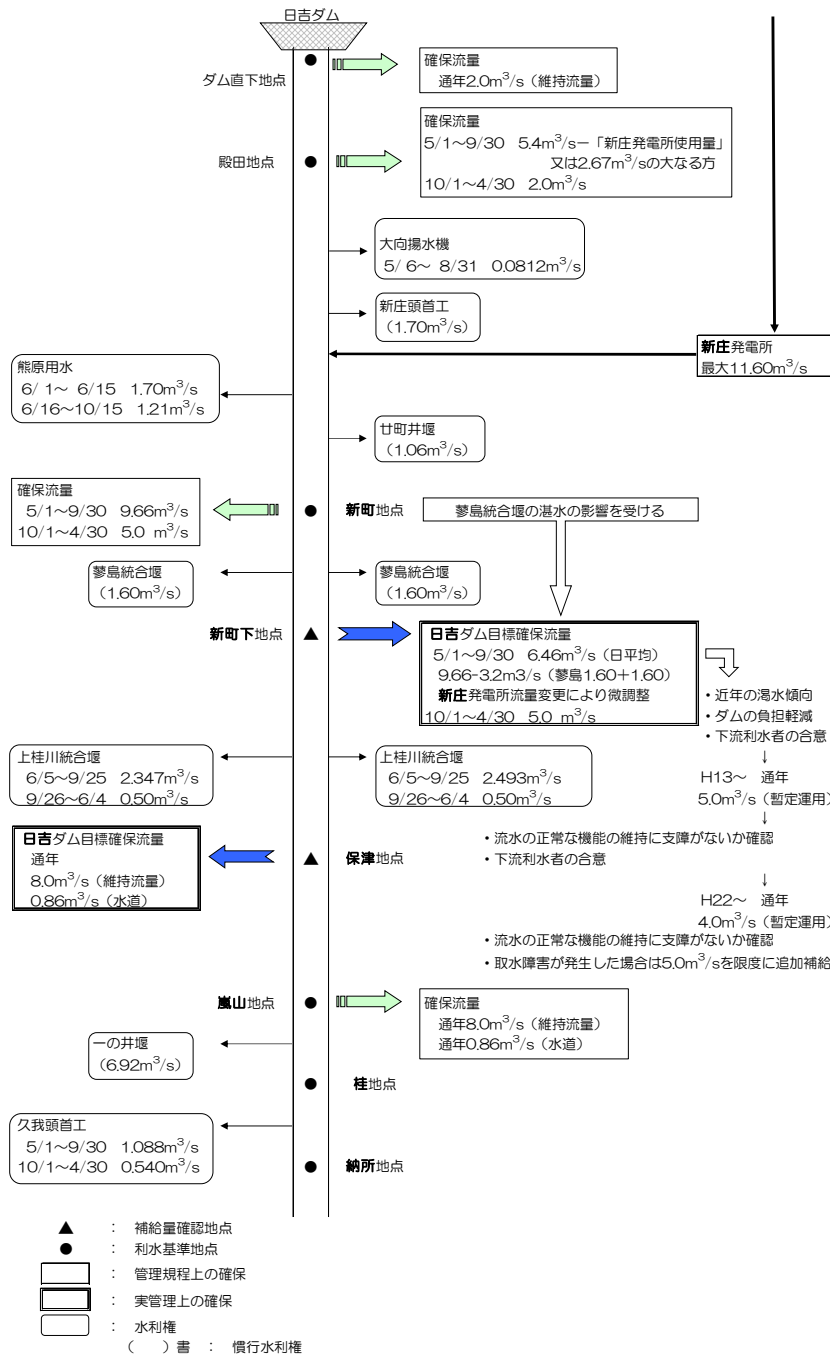 日吉ダム
ダム直下地点
確保流量
通年2.0m³/s（維持流量）
殿田地点
確保流量
5/1～9/30 5.4m³/s－「新庄発電所使用量」
又は2.67m³/sの大なる方
10/1～4/30 2.0m³/s
大向揚水機
5/ 6～ 8/31 0.0812m³/s
新庄頭首工
（1.70m³/s）
新庄発電所
最大11.60m³/s
熊原用水
6/ 1～ 6/15 1.70m³/s
6/16～10/15 1.21m³/s
廿町井堰
（1.06m³/s）
確保流量
5/1～9/30 9.66m³/s
10/1～4/30 5.0 m³/s
新町地点
蓼島統合堰の湛水の影響を受ける
蓼島統合堰
（1.60m³/s）
蓼島統合堰
（1.60m³/s）
新町下地点
日吉ダム目標確保流量
5/1～9/30 6.46m³/s（日平均）
9.66-3.2m3/s（蓼島1.60＋1.60）
新庄発電所流量変更により微調整
10/1～4/30 5.0 m³/s
・近年の渇水傾向
・ダムの負担軽減
・下流利水者の合意
↓
H13～ 通年
5.0m³/s（暫定運用）
↓
・流水の正常な機能の維持に支障がないか確認
・下流利水者の合意
↓
H22～ 通年
4.0m³/s（暫定運用）
・流水の正常な機能の維持に支障がないか確認
・取水障害が発生した場合は5.0m³/sを限度に追加補給
上桂川統合堰
6/5～9/25 2.347m³/s
9/26～6/4 0.50m³/s
上桂川統合堰
6/5～9/25 2.493m³/s
9/26～6/4 0.50m³/s
日吉ダム目標確保流量
通年
8.0m³/s（維持流量）
0.86m³/s（水道）
保津地点
嵐山地点
確保流量
通年8.0m³/s（維持流量）
通年0.86m³/s（水道）
一の井堰
（6.92m³/s）
桂地点
久我頭首工
5/1～9/30 1.088m³/s
10/1～4/30 0.540m³/s
納所地点
▲ ： 補給量確認地点
● ： 利水基準地点
： 管理規程上の確保
： 実管理上の確保
： 水利権
（ ）書 ： 慣行水利権